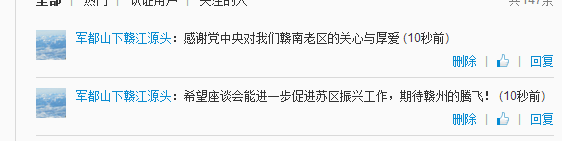 全部 | 热门 | 认证用户 | 关注的人 共147条
军都山下赣江源头：感谢党中央对我们赣南老区的关心与厚爱 (10秒前)
删除 | | 回复
军都山下赣江源头：希望座谈会能进一步促进苏区振兴工作，期待赣州的腾飞！ (10秒前)
删除 | | 回复